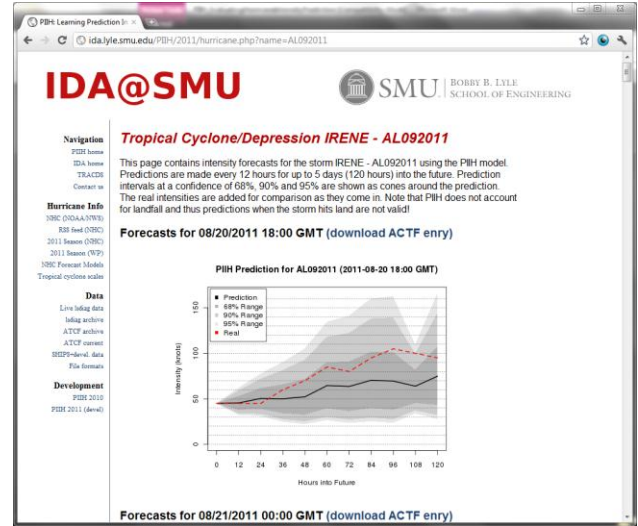 PIIH: Learning Prediction In
ida.lyle.smu.edu/PIIH/2011/hurricane.php?name=AL092011
IDA@SMU
SMU
BOBBY B. LYLE
SCHOOL OF ENGINEERING
Navigation
PIIH home
IDA home
TRACDS
Contact us
Hurricane Info
NHC (NOAA/NWS)
RSS feed (NHC)
2011 Season (NHC)
2011 Season (WP)
NHC Forecast Models
Tropical cyclone scales
Data
Live lsdiag data
lsdiag archive
ATCF archive
ATCF current
SHIPS-devel. data
File formats
Development
PIIH 2010
PIIH 2011 (devel)
Tropical Cyclone/Depression IRENE - AL092011
This page contains intensity forecasts for the storm IRENE - AL092011 using the PIIH model.
Predictions are made every 12 hours for up to 5 days (120 hours) into the future. Prediction
intervals at a confidence of 68%, 90% and 95% are shown as cones around the prediction.
The real intensities are added for comparison as they come in. Note that PIIH does not account
for landfall and thus predictions when the storm hits land are not valid!
Forecasts for 08/20/2011 18:00 GMT (download ACTF enry)
PIIH Prediction for AL092011 (2011-08-20 18:00 GMT)
Prediction
68% Range
90% Range
95% Range
Real
Intensity (knots)
150
100
50
0
0 12 24 36 48 60 72 84 96 108 120
Hours into Future
Forecasts for 08/21/2011 00:00 GMT (download ACTF enry)